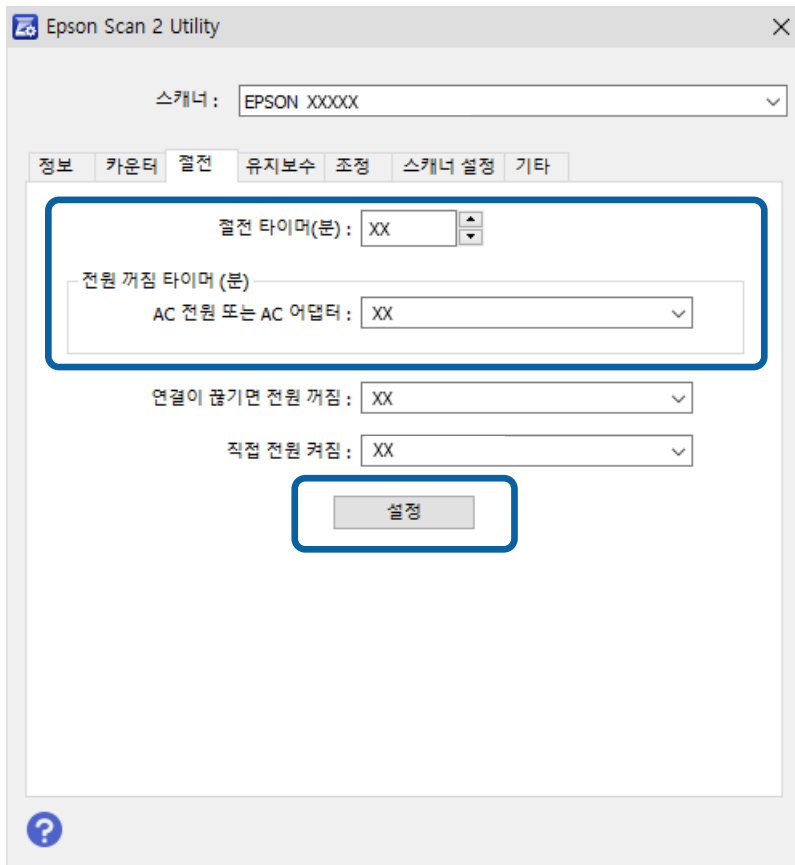 Epson Scan 2 Utility
스캐너 : EPSON XXXXX
정보 카운터 절전 유지보수 조정 스캐너 설정 기타
절전 타이머(분) : XX
전원 꺼짐 타이머 (분)
AC 전원 또는 AC 어댑터 : XX
연결이 끊기면 전원 꺼짐 : XX
직접 전원 켜짐 : XX
설정
?